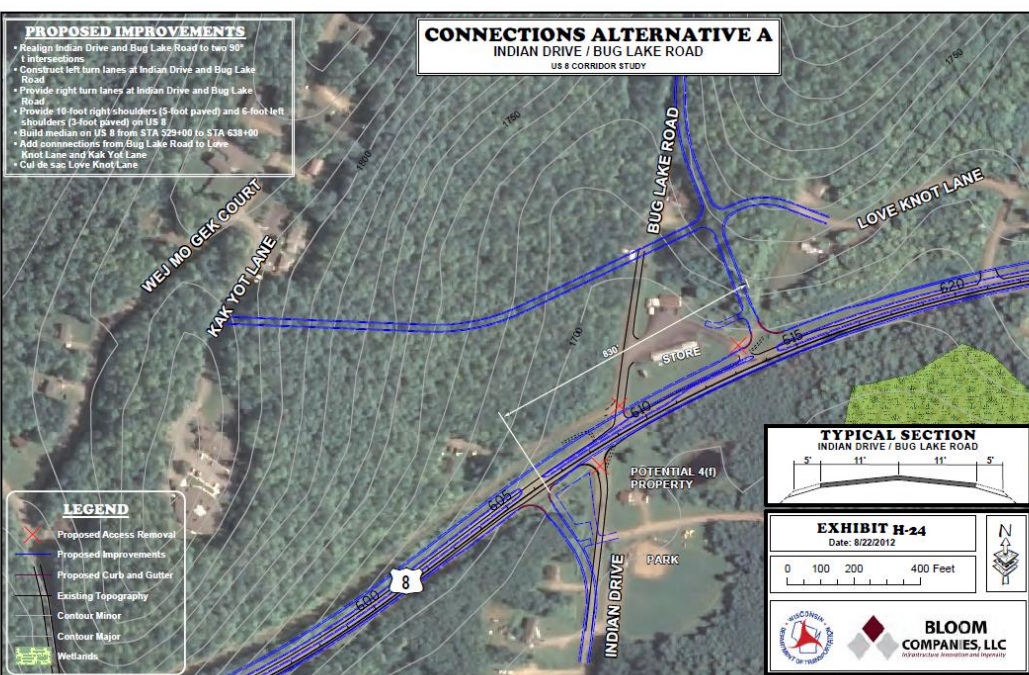 PROPOSED IMPROVEMENTS
• Realign Indian Drive and Bug Lake Road to two 90°
t intersections
• Construct left turn lanes at Indian Drive and Bug Lake
Road
• Provide right turn lanes at Indian Drive and Bug Lake
Road
• Provide 10-foot right shoulders (5-foot paved) and 6-foot left
shoulders (3-foot paved) on US 8
• Build median on US 8 from STA 529+00 to STA 638+00
• Add connnections from Bug Lake Road to Love
Knot Lane and Kak Yot Lane
• Cul de sac Love Knot Lane
CONNECTIONS ALTERNATIVE A
INDIAN DRIVE / BUG LAKE ROAD
US 8 CORRIDOR STUDY
1750
1760
1800
BUG LAKE ROAD
LOVE KNOT LANE
WEJ MO GEK COURT
KAK YOT LANE
620
1700
830'
STORE
615
610
POTENTIAL 4(f)
PROPERTY
605
PARK
8
600
INDIAN DRIVE
LEGEND
Proposed Access Removal
Proposed Improvements
Proposed Curb and Gutter
Existing Topography
Contour Minor
Contour Major
Wetlands
TYPICAL SECTION
INDIAN DRIVE / BUG LAKE ROAD
5' 11' 11' 5'
EXHIBIT H-24
Date: 8/22/2012
N
0 100 200 400 Feet
WISCONSIN
DEPARTMENT OF TRANSPORTATION
BLOOM
COMPANIES, LLC
Infrastructure Innovation and Ingenuity